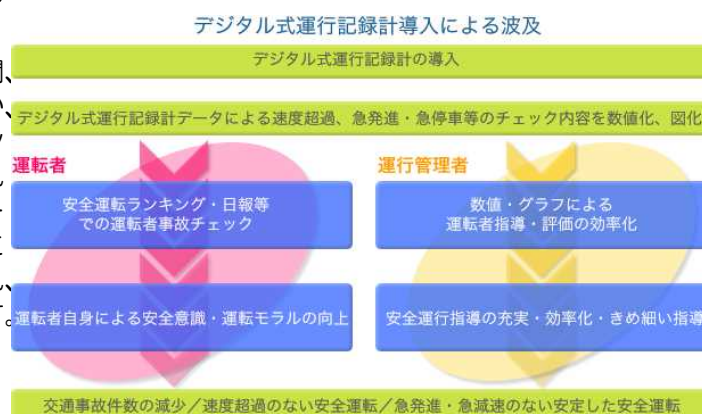 デジタル式運行記録計導入による波及
デジタル式運行記録計の導入
デジタル式運行記録計データによる速度超過、急発進・急停車等のチェック内容を数値化、図化
運転者
運行管理者
安全運転ランキング・日報等
での運転者事故チェック
数値・グラフによる
運転者指導・評価の効率化
運転者自身による安全意識・運転モラルの向上
安全運行指導の充実・効率化・きめ細い指導
交通事故件数の減少／速度超過のない安全運転／急発進・急減速のない安定した安全運転